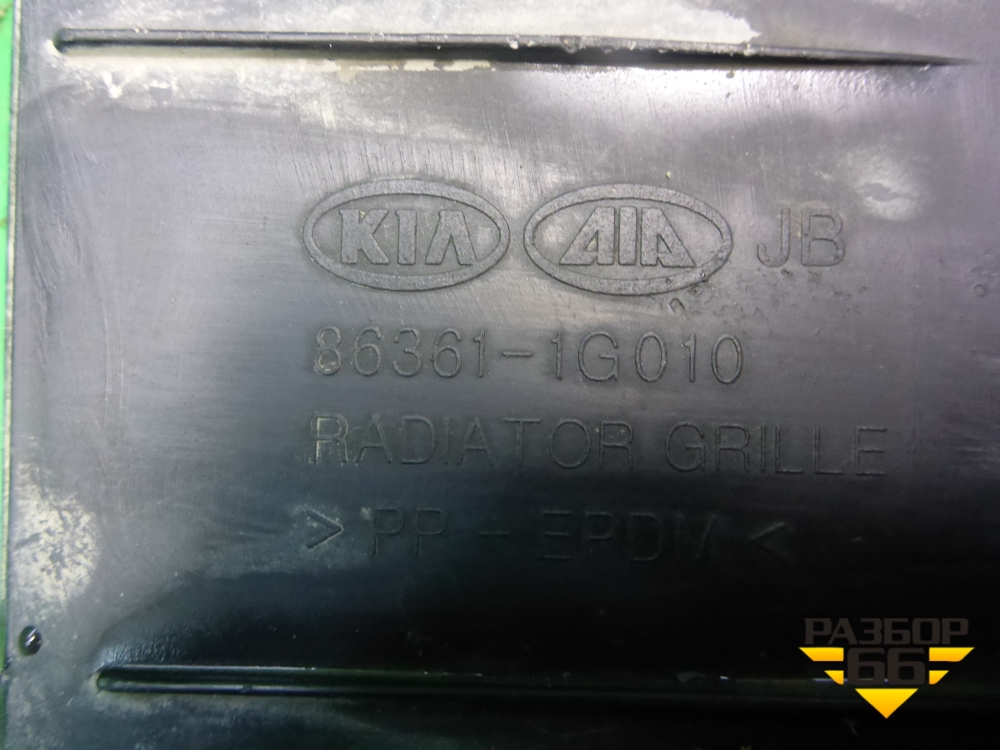 KIA AIA JB
86361-1G010
RADIATOR GRILLE
> PP - EPDM <
РАЗБОР
66